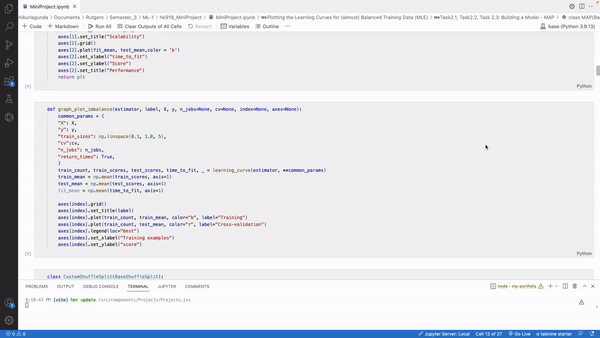 MiniProject.ipynb
Nikurlagunda > Documents > Rutgers > Semester_3 > ML-1 > > MiniProject.ipynb > Plotting the Learning Curves for (almost) Balanced Training Data (MLE) > Task2.1, Task2.2, Task 2.3: Building a Model - MAP > class MAP(Ba
+ Code + Markdown Run All Clear Outputs of All Cells Restart Variables Outline ... base (Python 3.9.13)
axes[1].set_title("Scalability")
axes[2].grid()
axes[2].plot(fit_mean, test_mean,color = 'b')
axes[2].set_xlabel("time_to_fit")
axes[2].set_ylabel("Score")
axes[2].set_title("Performance")
return plt
Python
def graph_plot_imbalance(estimator, label, X, y, n_jobs=None, cv=None, index=None, axes=None):
common_params = {
"X": X,
"y": y,
"train_sizes": np.linspace(0.1, 1.0, 5),
"cv":cv,
"n_jobs": n_jobs,
"return_times": True,
}
train_count, train_scores, test_scores, time_to_fit, _ = learning_curve(estimator, **common_params)
train_mean = np.mean(train_scores, axis=1)
test_mean = np.mean(test_scores, axis=1)
fit_mean = np.mean(time_to_fit, axis=1)
axes[index].grid()
axes[index].set_title(label)
axes[index].plot(train_count, train_mean, color="b", label="Training")
axes[index].plot(train_count, test_mean, color="r", label="Cross-validation")
axes[index].legend(loc="best")
axes[index].set_xlabel("Training examples")
axes[index].set_ylabel("score")
Python
class CustomShuffleSplit(BaseShuffleSplit):
PROBLEMS OUTPUT DEBUG CONSOLE TERMINAL JUPYTER COMMENTS
node - my-portfolio
6:10:43 PM [vite] hmr update /src/components/Projects/Projects.jsx
0 0 Jupyter Server: Local Cell 13 of 27 Go Live tabnine starter